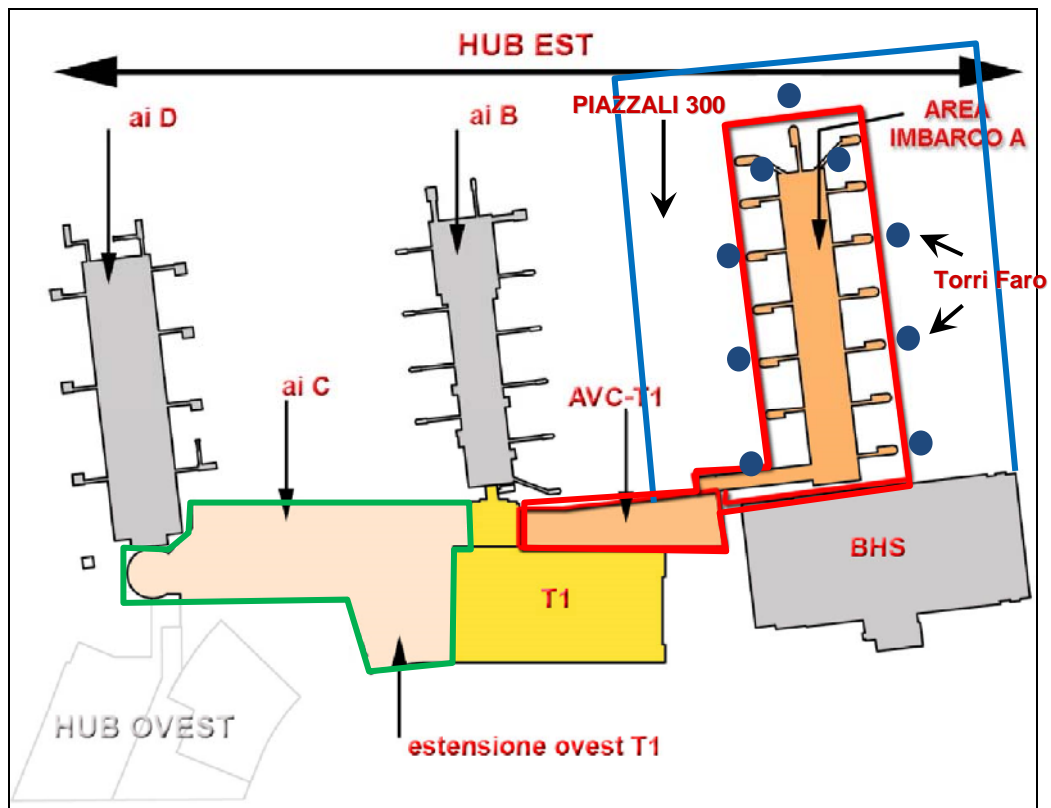 HUB EST
PIAZZALI 300
ai D
ai B
AREA
IMBARCO A
Torri Faro
ai C
AVC-T1
BHS
T1
HUB OVEST
estensione ovest T1